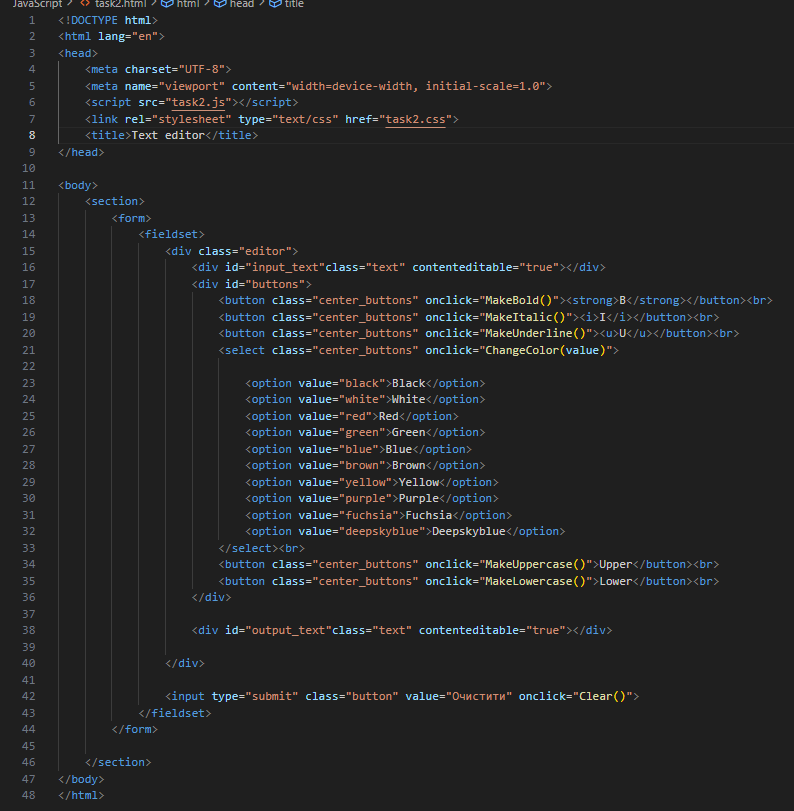 JavaScript > <> task2.html > html > head > title
1 <!DOCTYPE html>
2 <html lang="en">
3 <head>
4 <meta charset="UTF-8">
5 <meta name="viewport" content="width=device-width, initial-scale=1.0">
6 <script src="task2.js"></script>
7 <link rel="stylesheet" type="text/css" href="task2.css">
8 <title>Text editor</title>
9 </head>
10
11 <body>
12 <section>
13 <form>
14 <fieldset>
15 <div class="editor">
16 <div id="input_text"class="text" contenteditable="true"></div>
17 <div id="buttons">
18 <button class="center_buttons" onclick="MakeBold()"><strong>B</strong></button><br>
19 <button class="center_buttons" onclick="MakeItalic()"><i>I</i></button><br>
20 <button class="center_buttons" onclick="MakeUnderline()"><u>U</u></button><br>
21 <select class="center_buttons" onclick="ChangeColor(value)">
22
23 <option value="black">Black</option>
24 <option value="white">White</option>
25 <option value="red">Red</option>
26 <option value="green">Green</option>
27 <option value="blue">Blue</option>
28 <option value="brown">Brown</option>
29 <option value="yellow">Yellow</option>
30 <option value="purple">Purple</option>
31 <option value="fuchsia">Fuchsia</option>
32 <option value="deepskyblue">Deepskyblue</option>
33 </select><br>
34 <button class="center_buttons" onclick="MakeUppercase()">Upper</button><br>
35 <button class="center_buttons" onclick="MakeLowercase()">Lower</button><br>
36 </div>
37
38 <div id="output_text"class="text" contenteditable="true"></div>
39
40 </div>
41
42 <input type="submit" class="button" value="Очистити" onclick="Clear()">
43 </fieldset>
44 </form>
45
46 </section>
47 </body>
48 </html>